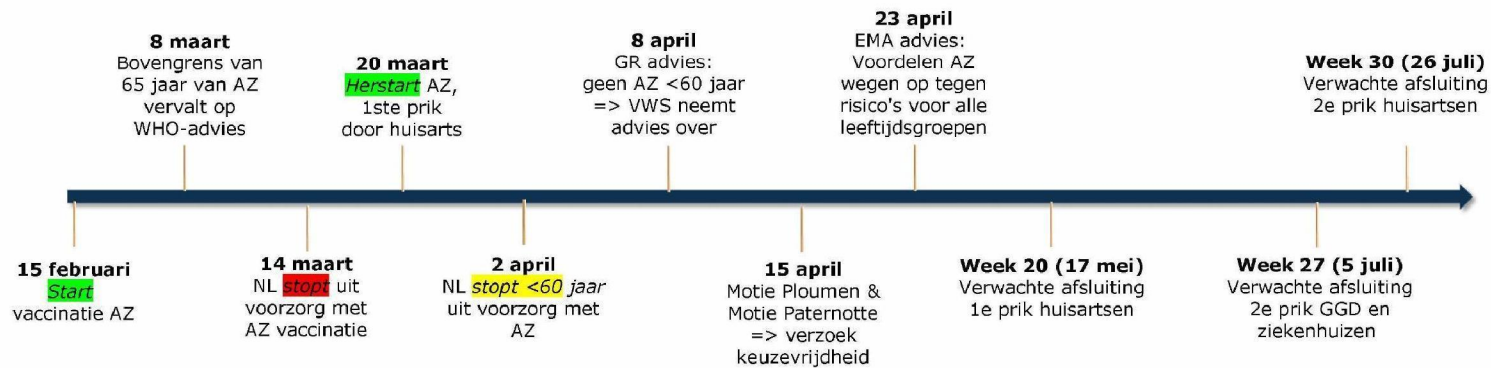 8 maart
Bovengrens van
65 jaar van AZ
vervalt op
WHO-advies
20 maart
Herstart AZ,
1ste prik
door huisarts
8 april
GR advies:
geen AZ <60 jaar
=> VWS neemt
advies over
23 april
EMA advies:
Voordelen AZ
wegen op tegen
risico's voor alle
leeftijdsgroepen
Week 30 (26 juli)
Verwachte afsluiting
2e prik huisartsen
15 februari
Start
vaccinatie AZ
14 maart
NL stopt uit
voorzorg met
AZ vaccinatie
2 april
NL stopt <60 jaar
uit voorzorg met
AZ
15 april
Motie Ploumen &
Motie Paternotte
=> verzoek
keuzevrijheid
Week 20 (17 mei)
Verwachte afsluiting
1e prik huisartsen
Week 27 (5 juli)
Verwachte afsluiting
2e prik GGD en
ziekenhuizen